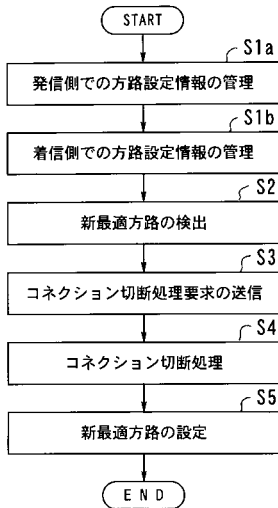 START
S1a
発信側での方路設定情報の管理
S1b
着信側での方路設定情報の管理
S2
新最適方路の検出
S3
コネクション切断処理要求の送信
S4
コネクション切断処理
S5
新最適方路の設定
END